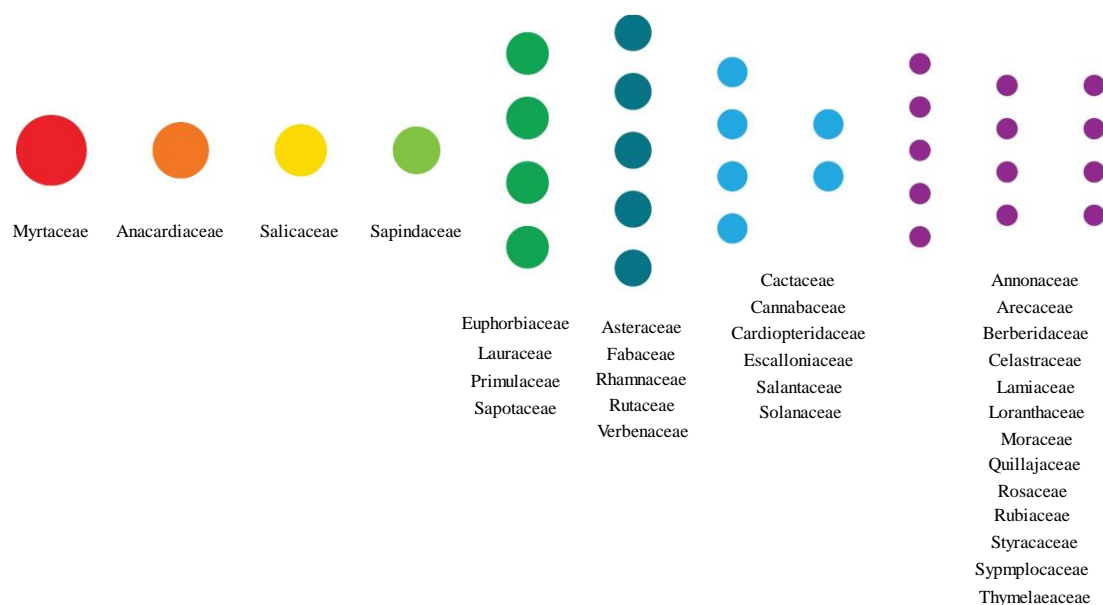 Myrtaceae
Anacardiaceae
Salicaceae
Sapindaceae
Euphorbiaceae
Lauraceae
Primulaceae
Sapotaceae
Asteraceae
Fabaceae
Rhamnaceae
Rutaceae
Verbenaceae
Cactaceae
Cannabaceae
Cardiopteridaceae
Escalloniaceae
Salantaceae
Solanaceae
Annonaceae
Arecaceae
Berberidaceae
Celastraceae
Lamiaceae
Loranthaceae
Moraceae
Quillajaceae
Rosaceae
Rubiaceae
Styracaceae
Sypmplocaceae
Thymelaeaceae